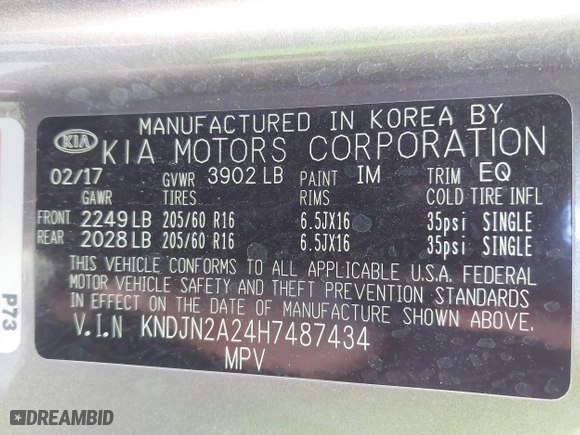 MANUFACTURED IN KOREA BY
KIA KIA MOTORS CORPORATION
02/17 GVWR 3902 LB PAINT IM TRIM EQ
GAWR TIRES RIMS COLD TIRE INFL
FRONT 2249 LB 205/60 R16 6.5JX16 35psi SINGLE
REAR 2028 LB 205/60 R16 6.5JX16 35psi SINGLE
THIS VEHICLE CONFORMS TO ALL APPLICABLE U.S.A. FEDERAL
MOTOR VEHICLE SAFETY AND THEFT PREVENTION STANDARDS
IN EFFECT ON THE DATE OF MANUFACTURE SHOWN ABOVE.
V.I.N KNDJN2A24H7487434
MPV
P73
DREAMBID